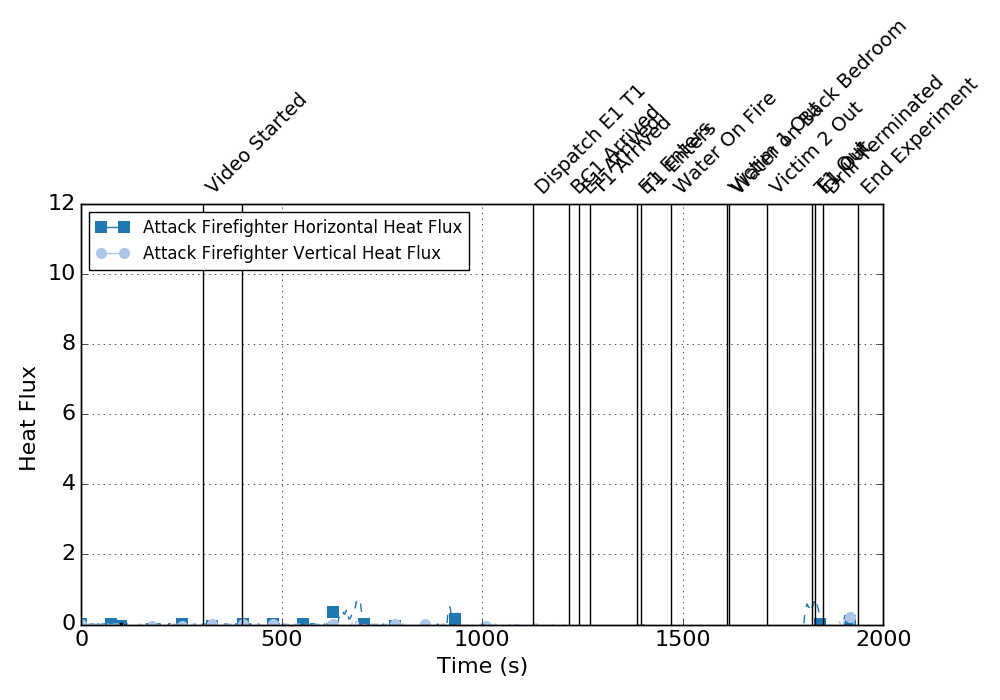 Video Started
Dispatch E1 T1
BC1 Arrived
E1 Arrived
T1 Arrived
E1 Enters
T1 Enters
Water On Fire
Victim 1 Out
Water on Back Bedroom
Victim 2 Out
T1 Out
E1 Out
Drill Terminated
End Experiment
Attack Firefighter Horizontal Heat Flux
Attack Firefighter Vertical Heat Flux
12
10
8
6
4
2
0
Heat Flux
0 500 1000 1500 2000
Time (s)